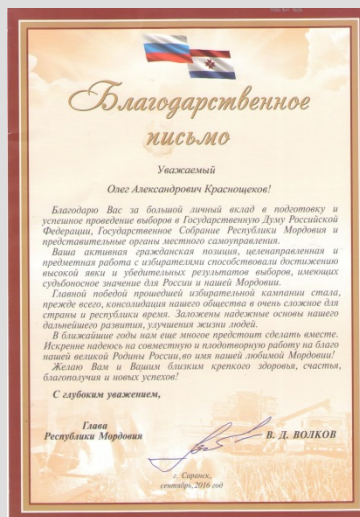 Благодарственное
письмо
Уважаемый
Олег Александрович Краснощеков!
Благодарю Вас за большой личный вклад в подготовку и
успешное проведение выборов в Государственную Думу Российской
Федерации, Государственное Собрание Республики Мордовия и
представительные органы местного самоуправления.
Ваша активная гражданская позиция, целенаправленная и
предметная работа с избирателями способствовали достижению
высокой явки и убедительных результатов выборов, имеющих
судьбоносное значение для России и нашей Мордовии.
Главной победой прошедшей избирательной кампании стала,
прежде всего, консолидация нашего общества в очень сложное для
страны и республики время. Заложены надежные основы нашего
дальнейшего развития, улучшения жизни людей.
В ближайшие годы нам еще многое предстоит сделать вместе.
Искренне надеюсь на совместную и плодотворную работу на благо
нашей великой Родины России, во имя нашей любимой Мордовии!
Желаю Вам и Вашим близким крепкого здоровья, счастья,
благополучия и новых успехов!
С глубоким уважением,
Глава
Республики Мордовия
В. Д. ВОЛКОВ
г. Саранск,
сентябрь, 2016 год